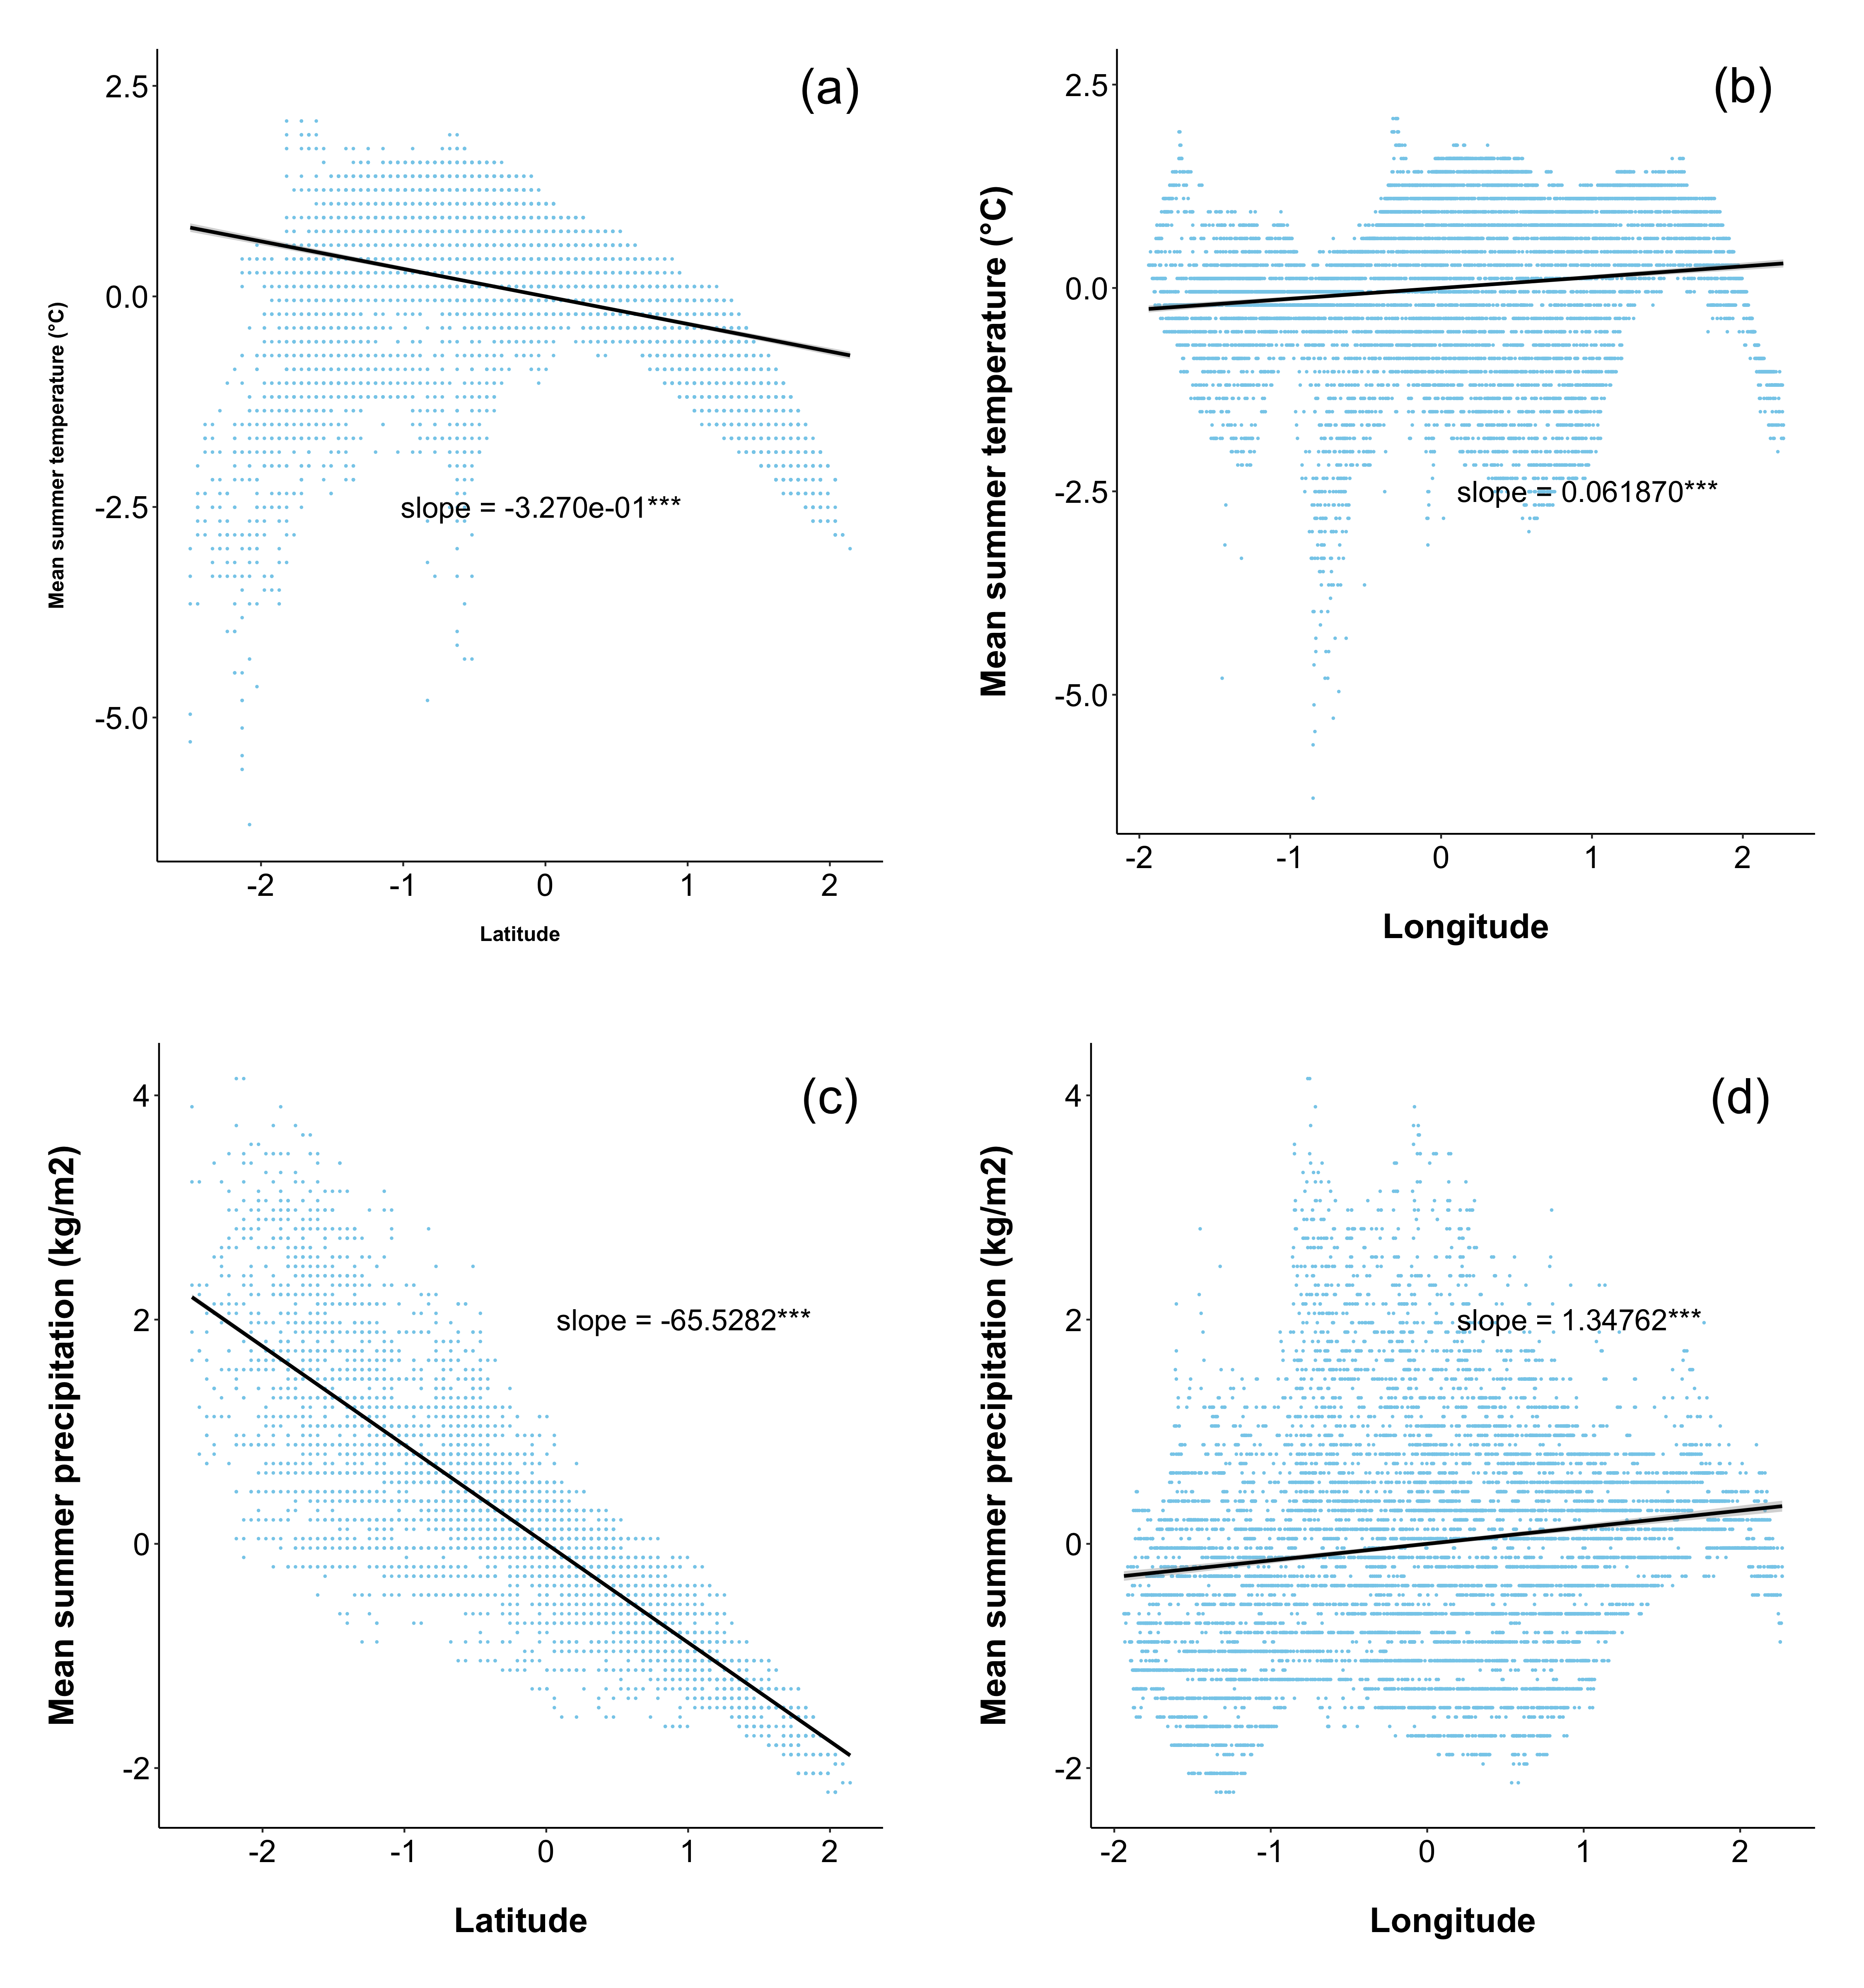 (a)
2.5
0.0
-2.5
-5.0
Mean summer temperature (°C)
slope = -3.270e-01***
-2 -1 0 1 2
Latitude
(b)
2.5
0.0
-2.5
-5.0
Mean summer temperature (°C)
slope = 0.061870***
-2 -1 0 1 2
Longitude
(c)
4
2
0
-2
Mean summer precipitation (kg/m2)
slope = -65.5282***
-2 -1 0 1 2
Latitude
(d)
4
2
0
-2
Mean summer precipitation (kg/m2)
slope = 1.34762***
-2 -1 0 1 2
Longitude